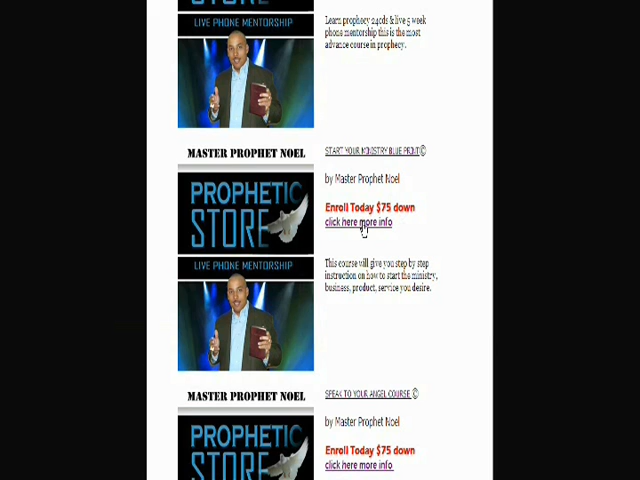 STORE
LIVE PHONE MENTORSHIP
Learn prophecy 24cds & live 5 week
phone mentorship this is the most
advance course in prophecy.
MASTER PROPHET NOEL
PROPHETIC
STORE
LIVE PHONE MENTORSHIP
START YOUR MINISTRY BLUE PRINT©
by Master Prophet Noel
Enroll Today $75 down
click here more info
This course will give you step by step
instruction on how to start the ministry,
business, product, service you desire.
MASTER PROPHET NOEL
PROPHETIC
STORE
SPEAK TO YOUR ANGEL COURSE ©
by Master Prophet Noel
Enroll Today $75 down
click here more info